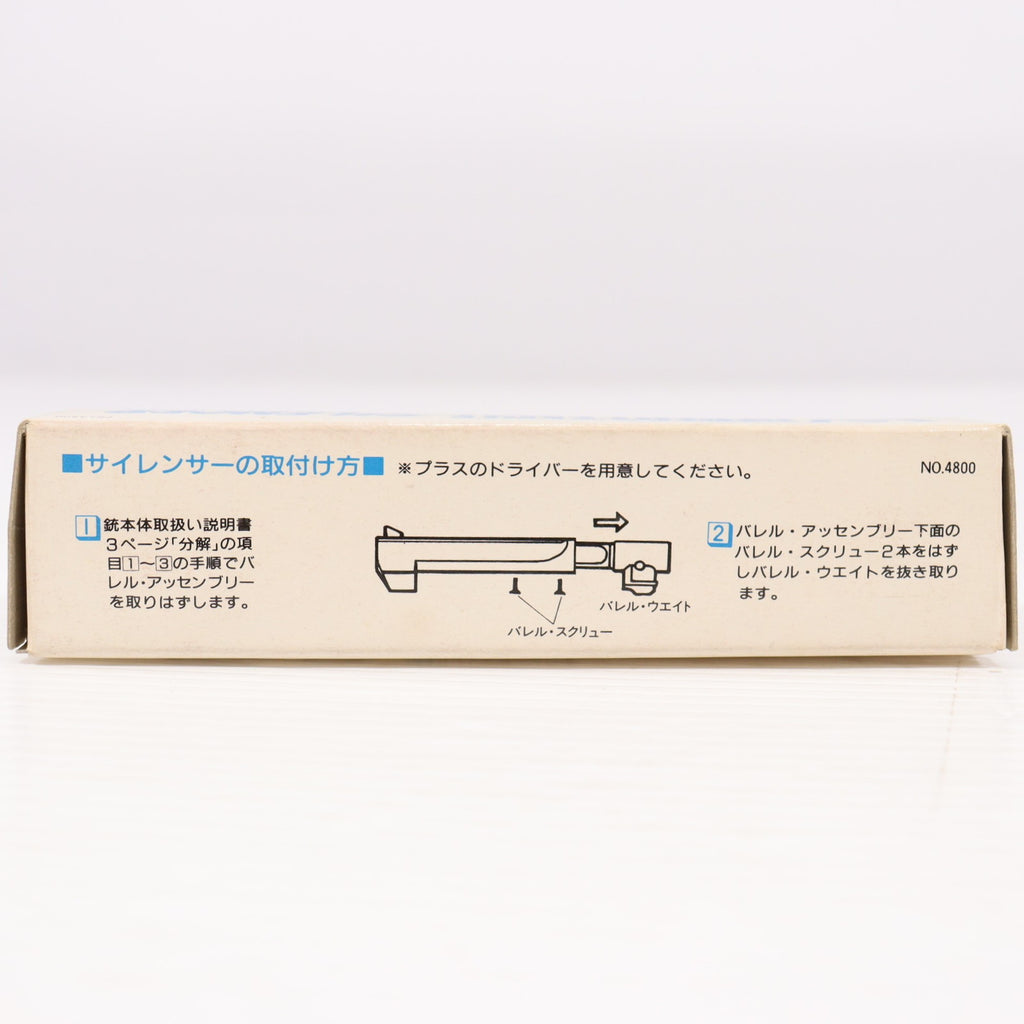 ■サイレンサーの取付け方■ ※プラスのドライバーを用意してください。
NO.4800
1 銃本体取扱い説明書
3ページ「分解」の項
目1〜3の手順でバ
レル・アッセンブリー
を取りはずします。
バレル・ウエイト
バレル・スクリュー
2 バレル・アッセンブリー下面の
バレル・スクリュー2本をはず
しバレル・ウエイトを抜き取り
ます。